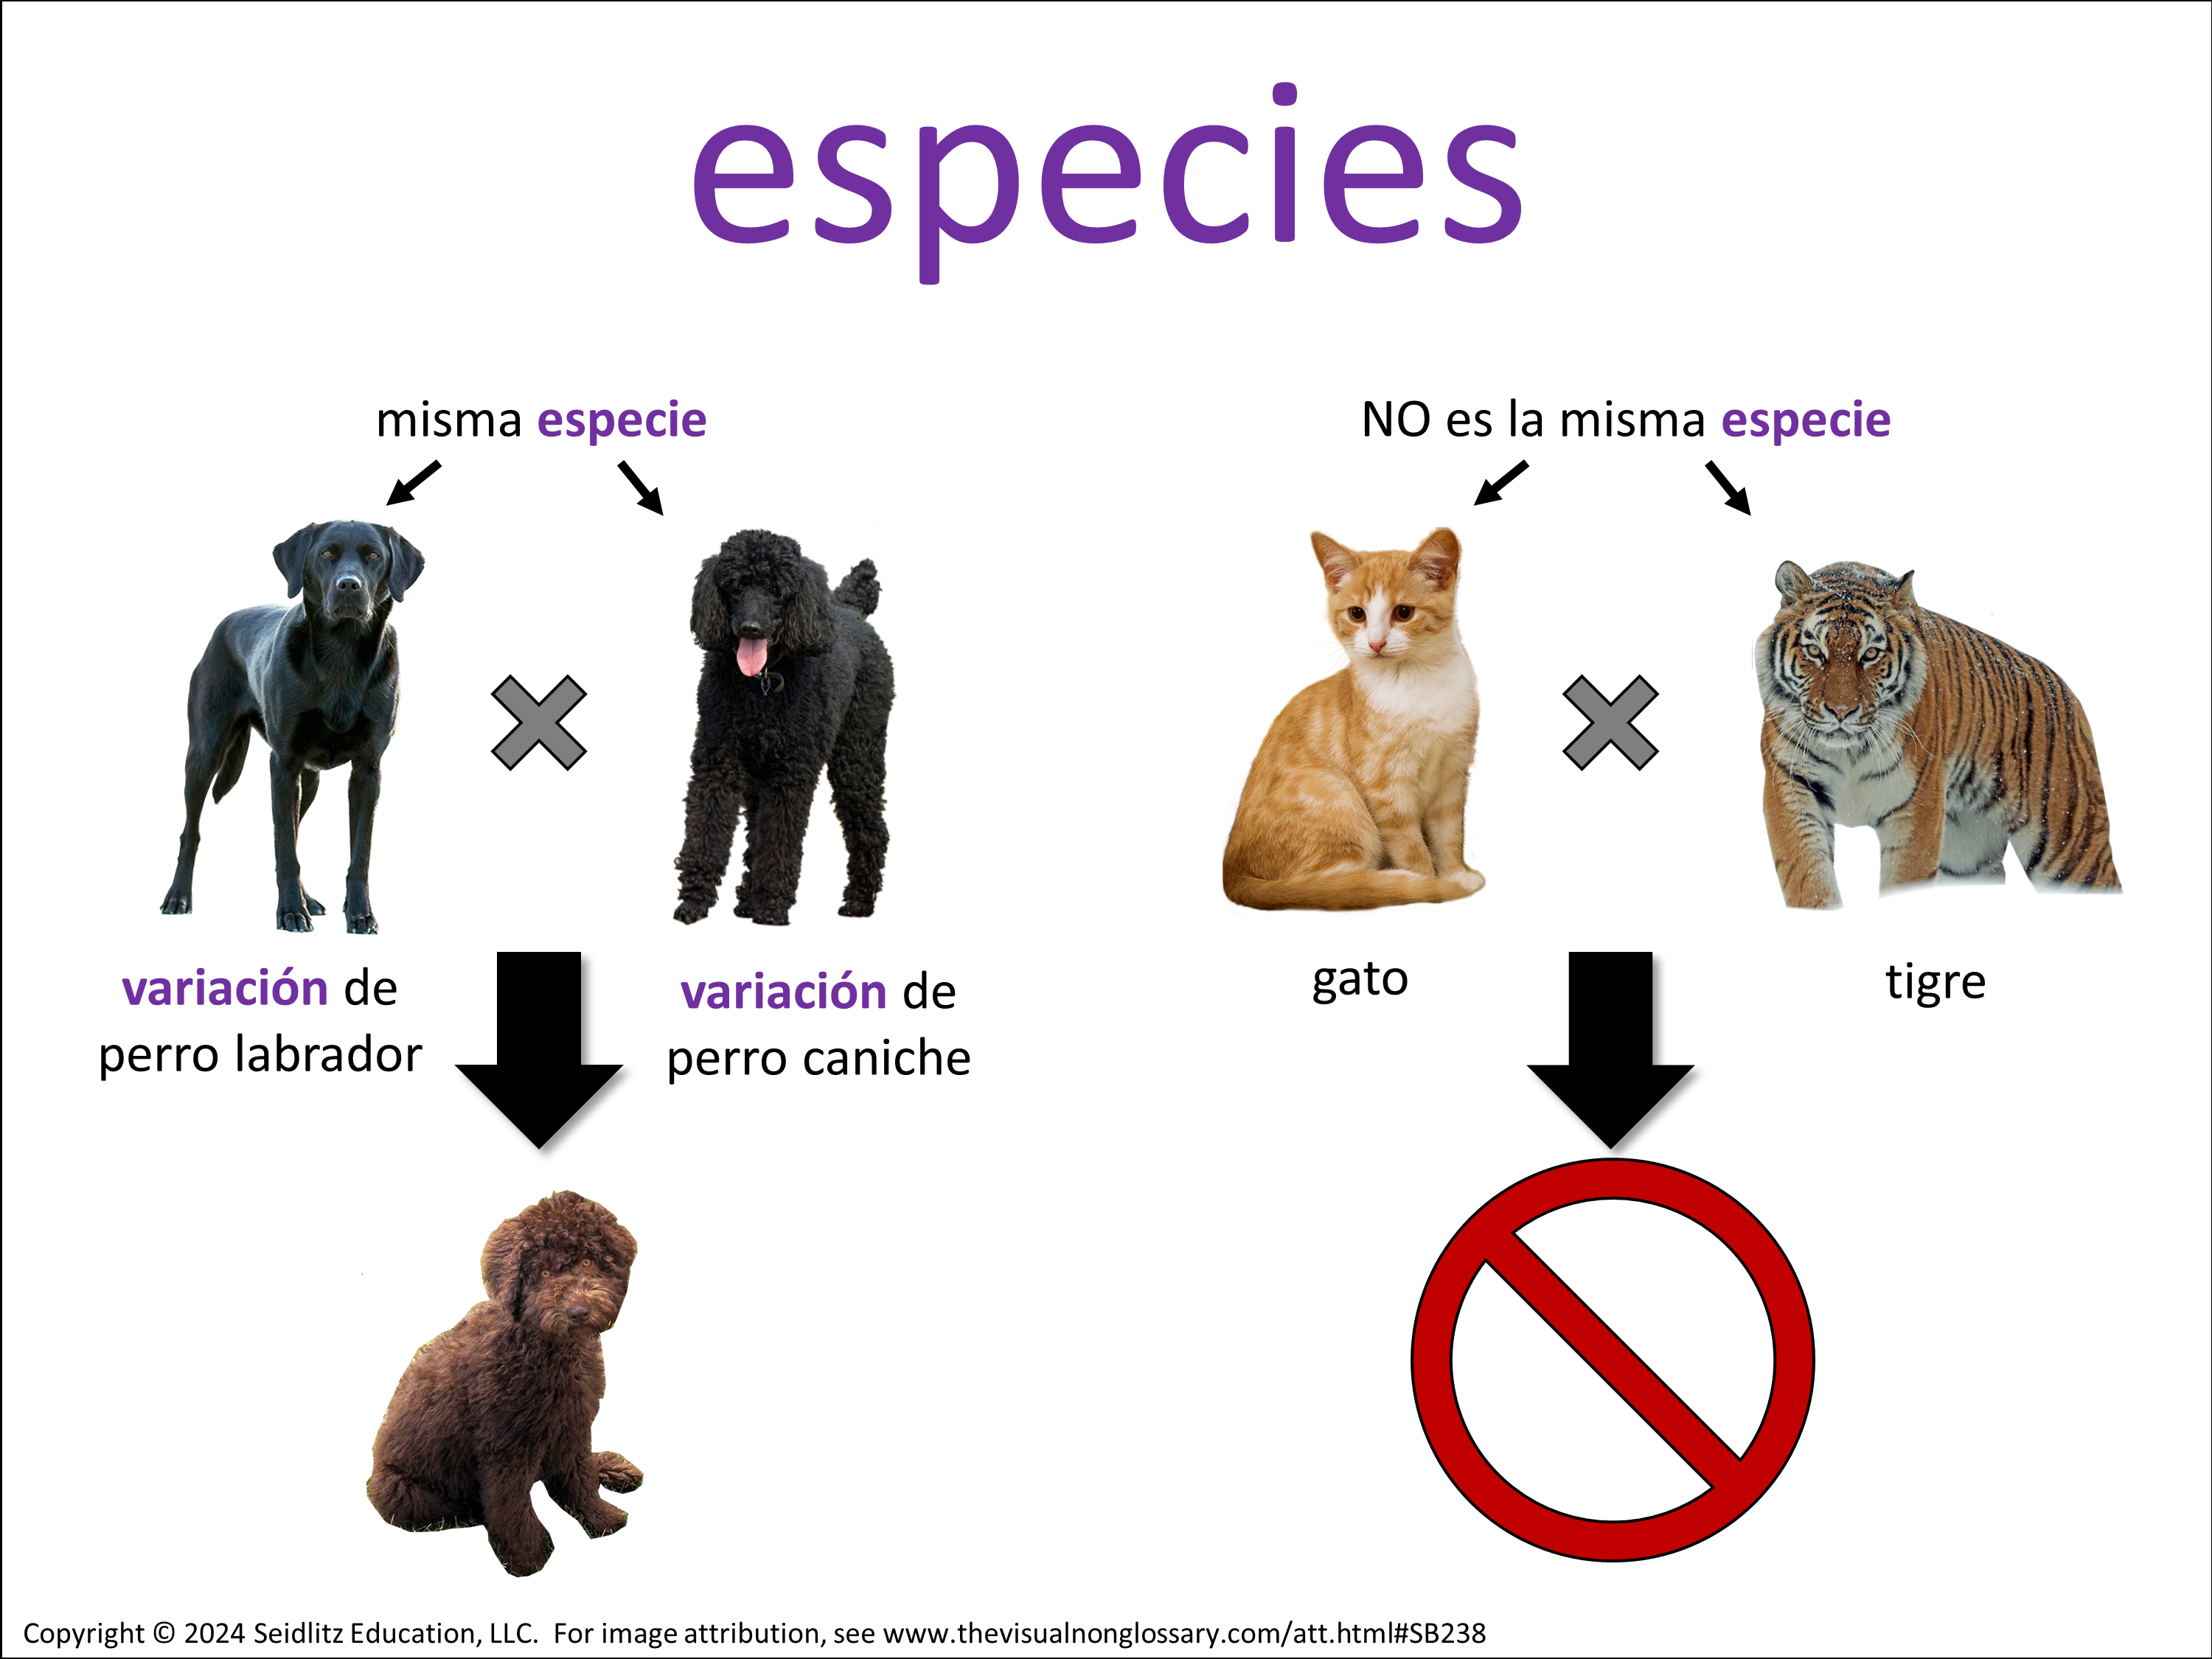 especies
misma especie
NO es la misma especie
variación de
perro labrador
variación de
perro caniche
gato
tigre
Copyright © 2024 Seidlitz Education, LLC.  For image attribution, see www.thevisualnonglossary.com/att.html#SB238